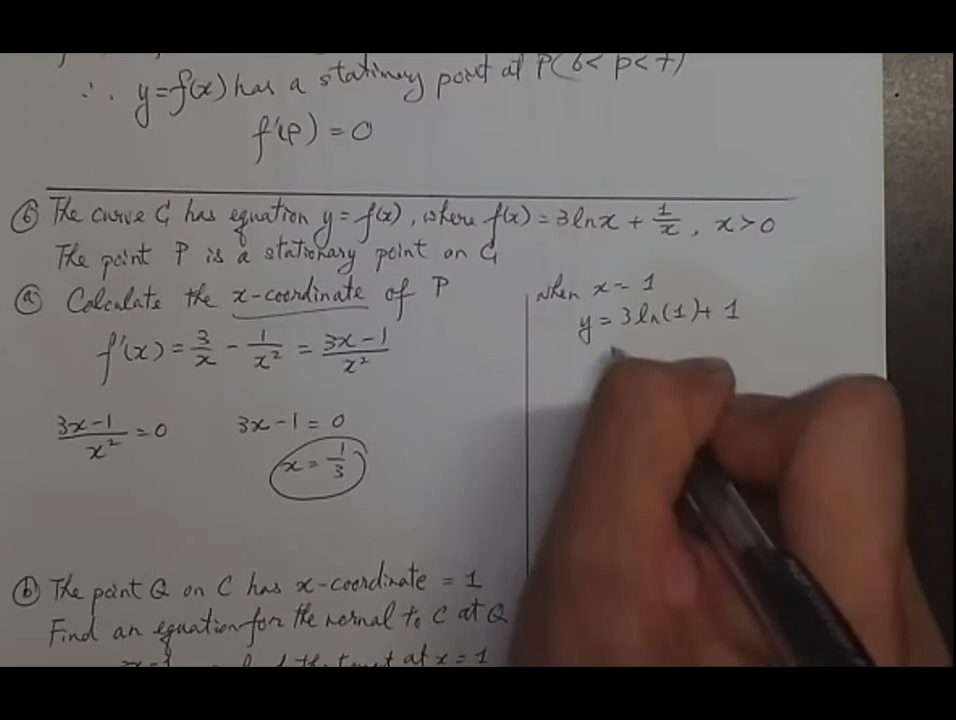 ∴ y=f(x) has a stationary point at P(6<p<7)
f'(p) = 0
⑥ The curve C has equation y = f(x), where f(x) = 3lnx + 1/x, x>0
The point P is a stationary point on C
ⓐ Calculate the x-coordinate of P
f'(x) = 3/x - 1/x² = (3x-1)/x²
(3x-1)/x² = 0 3x-1 = 0
x = 1/3
when x = 1
y = 3ln(1)+ 1
ⓑ The point Q on C has x-coordinate = 1
Find an equation for the normal to C at Q
at x = 1